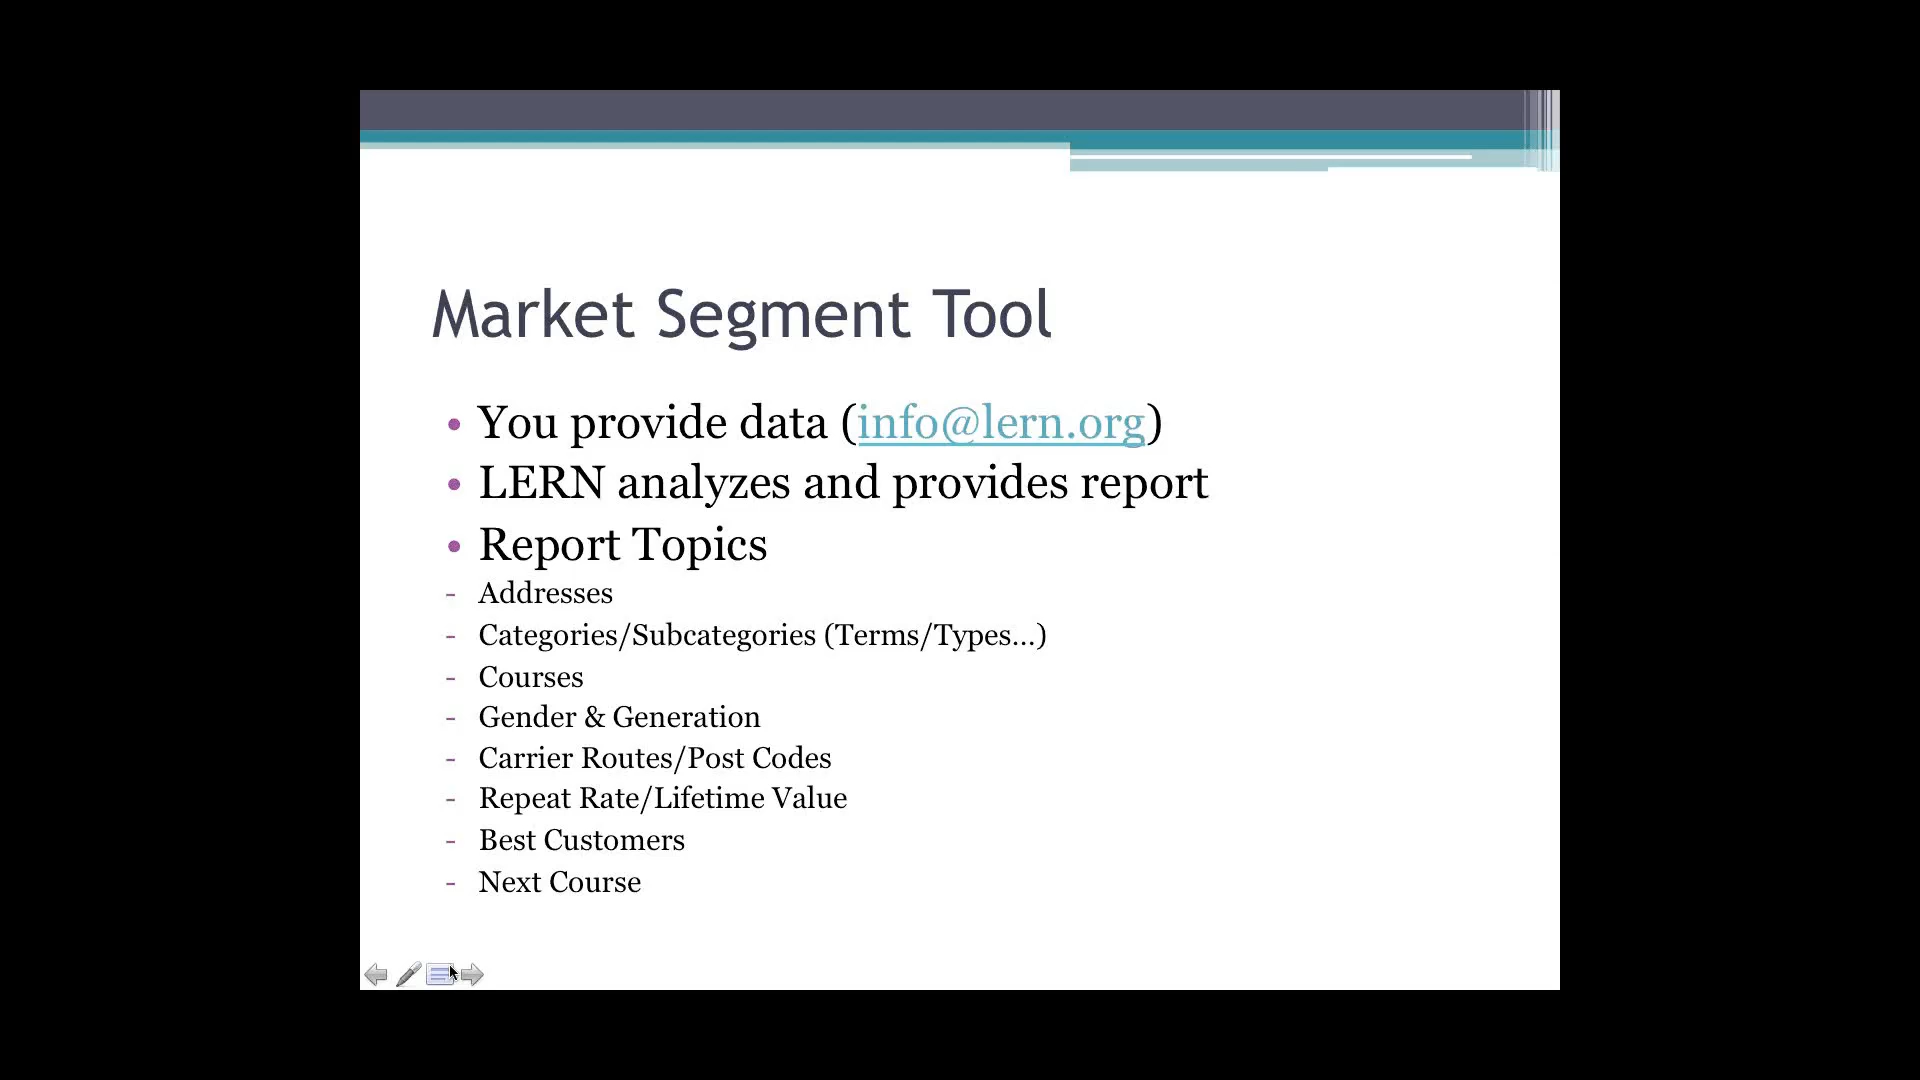 Market Segment Tool
• You provide data (info@lern.org)
• LERN analyzes and provides report
• Report Topics
- Addresses
- Categories/Subcategories (Terms/Types...)
- Courses
- Gender & Generation
- Carrier Routes/Post Codes
- Repeat Rate/Lifetime Value
- Best Customers
- Next Course